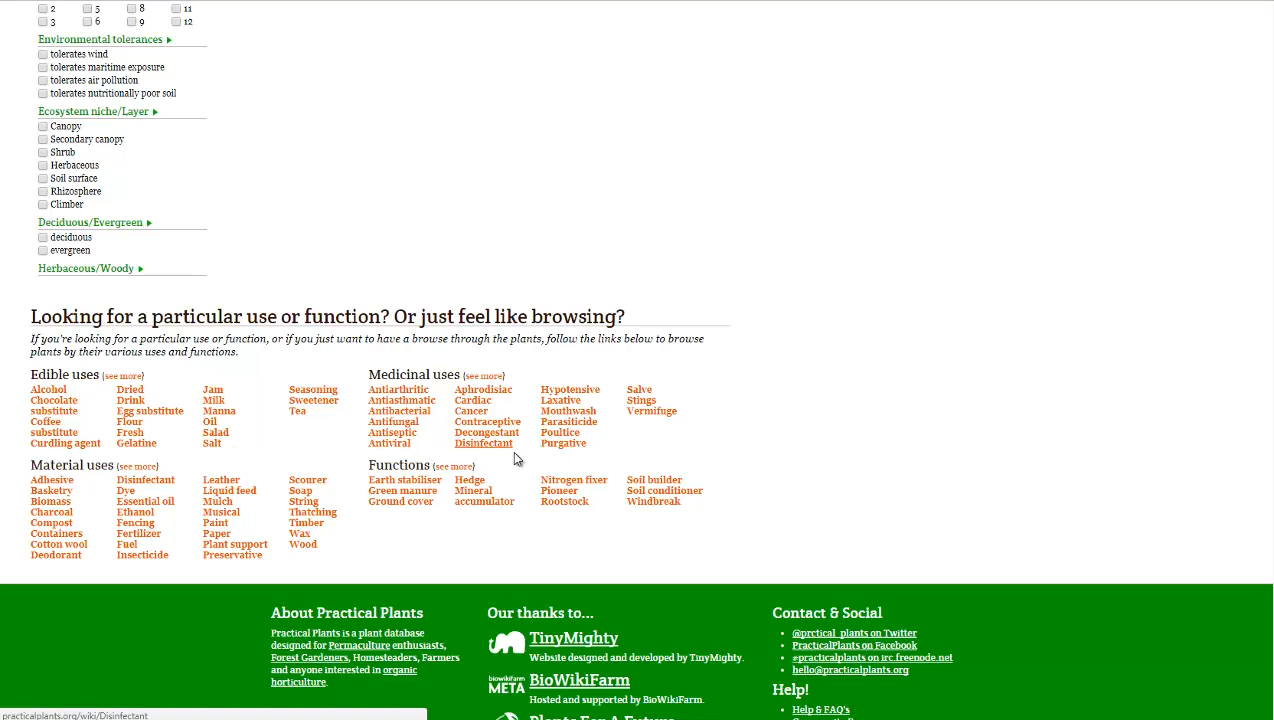 2 5 8 11
3 6 9 12
Environmental tolerances
tolerates wind
tolerates maritime exposure
tolerates air pollution
tolerates nutritionally poor soil
Ecosystem niche/Layer
Canopy
Secondary canopy
Shrub
Herbaceous
Soil surface
Rhizosphere
Climber
Deciduous/Evergreen
deciduous
evergreen
Herbaceous/Woody
Looking for a particular use or function? Or just feel like browsing?
If you're looking for a particular use or function, or if you just want to have a browse through the plants, follow the links below to browse
plants by their various uses and functions.
Edible uses (see more)
Alcohol
Chocolate
substitute
Coffee
substitute
Curdling agent
Dried
Drink
Egg substitute
Flour
Fresh
Gelatine
Jam
Milk
Manna
Oil
Salad
Salt
Seasoning
Sweetener
Tea
Medicinal uses (see more)
Antiarthritic
Antiasthmatic
Antibacterial
Antifungal
Antiseptic
Antiviral
Aphrodisiac
Cardiac
Cancer
Contraceptive
Decongestant
Disinfectant
Hypotensive
Laxative
Mouthwash
Parasiticide
Poultice
Purgative
Salve
Stings
Vermifuge
Material uses (see more)
Adhesive
Basketry
Biomass
Charcoal
Compost
Containers
Cotton wool
Deodorant
Disinfectant
Dye
Essential oil
Ethanol
Fencing
Fertilizer
Fuel
Insecticide
Leather
Liquid feed
Mulch
Musical
Paint
Paper
Plant support
Preservative
Scourer
Soap
String
Thatching
Timber
Wax
Wood
Functions (see more)
Earth stabiliser
Green manure
Ground cover
Hedge
Mineral
accumulator
Nitrogen fixer
Pioneer
Rootstock
Soil builder
Soil conditioner
Windbreak
About Practical Plants
Practical Plants is a plant database
designed for Permaculture enthusiasts,
Forest Gardeners, Homesteaders, Farmers
and anyone interested in organic
horticulture.
Our thanks to...
TinyMighty
Website designed and developed by TinyMighty.
biowikifarm
META
BioWikiFarm
Hosted and supported by BioWikiFarm.
Plants For A Future
Contact & Social
@prctical_plants on Twitter
PracticalPlants on Facebook
#practicalplants on irc.freenode.net
hello@practicalplants.org
Help!
Help & FAQ's
practicalplants.org/wiki/Disinfectant